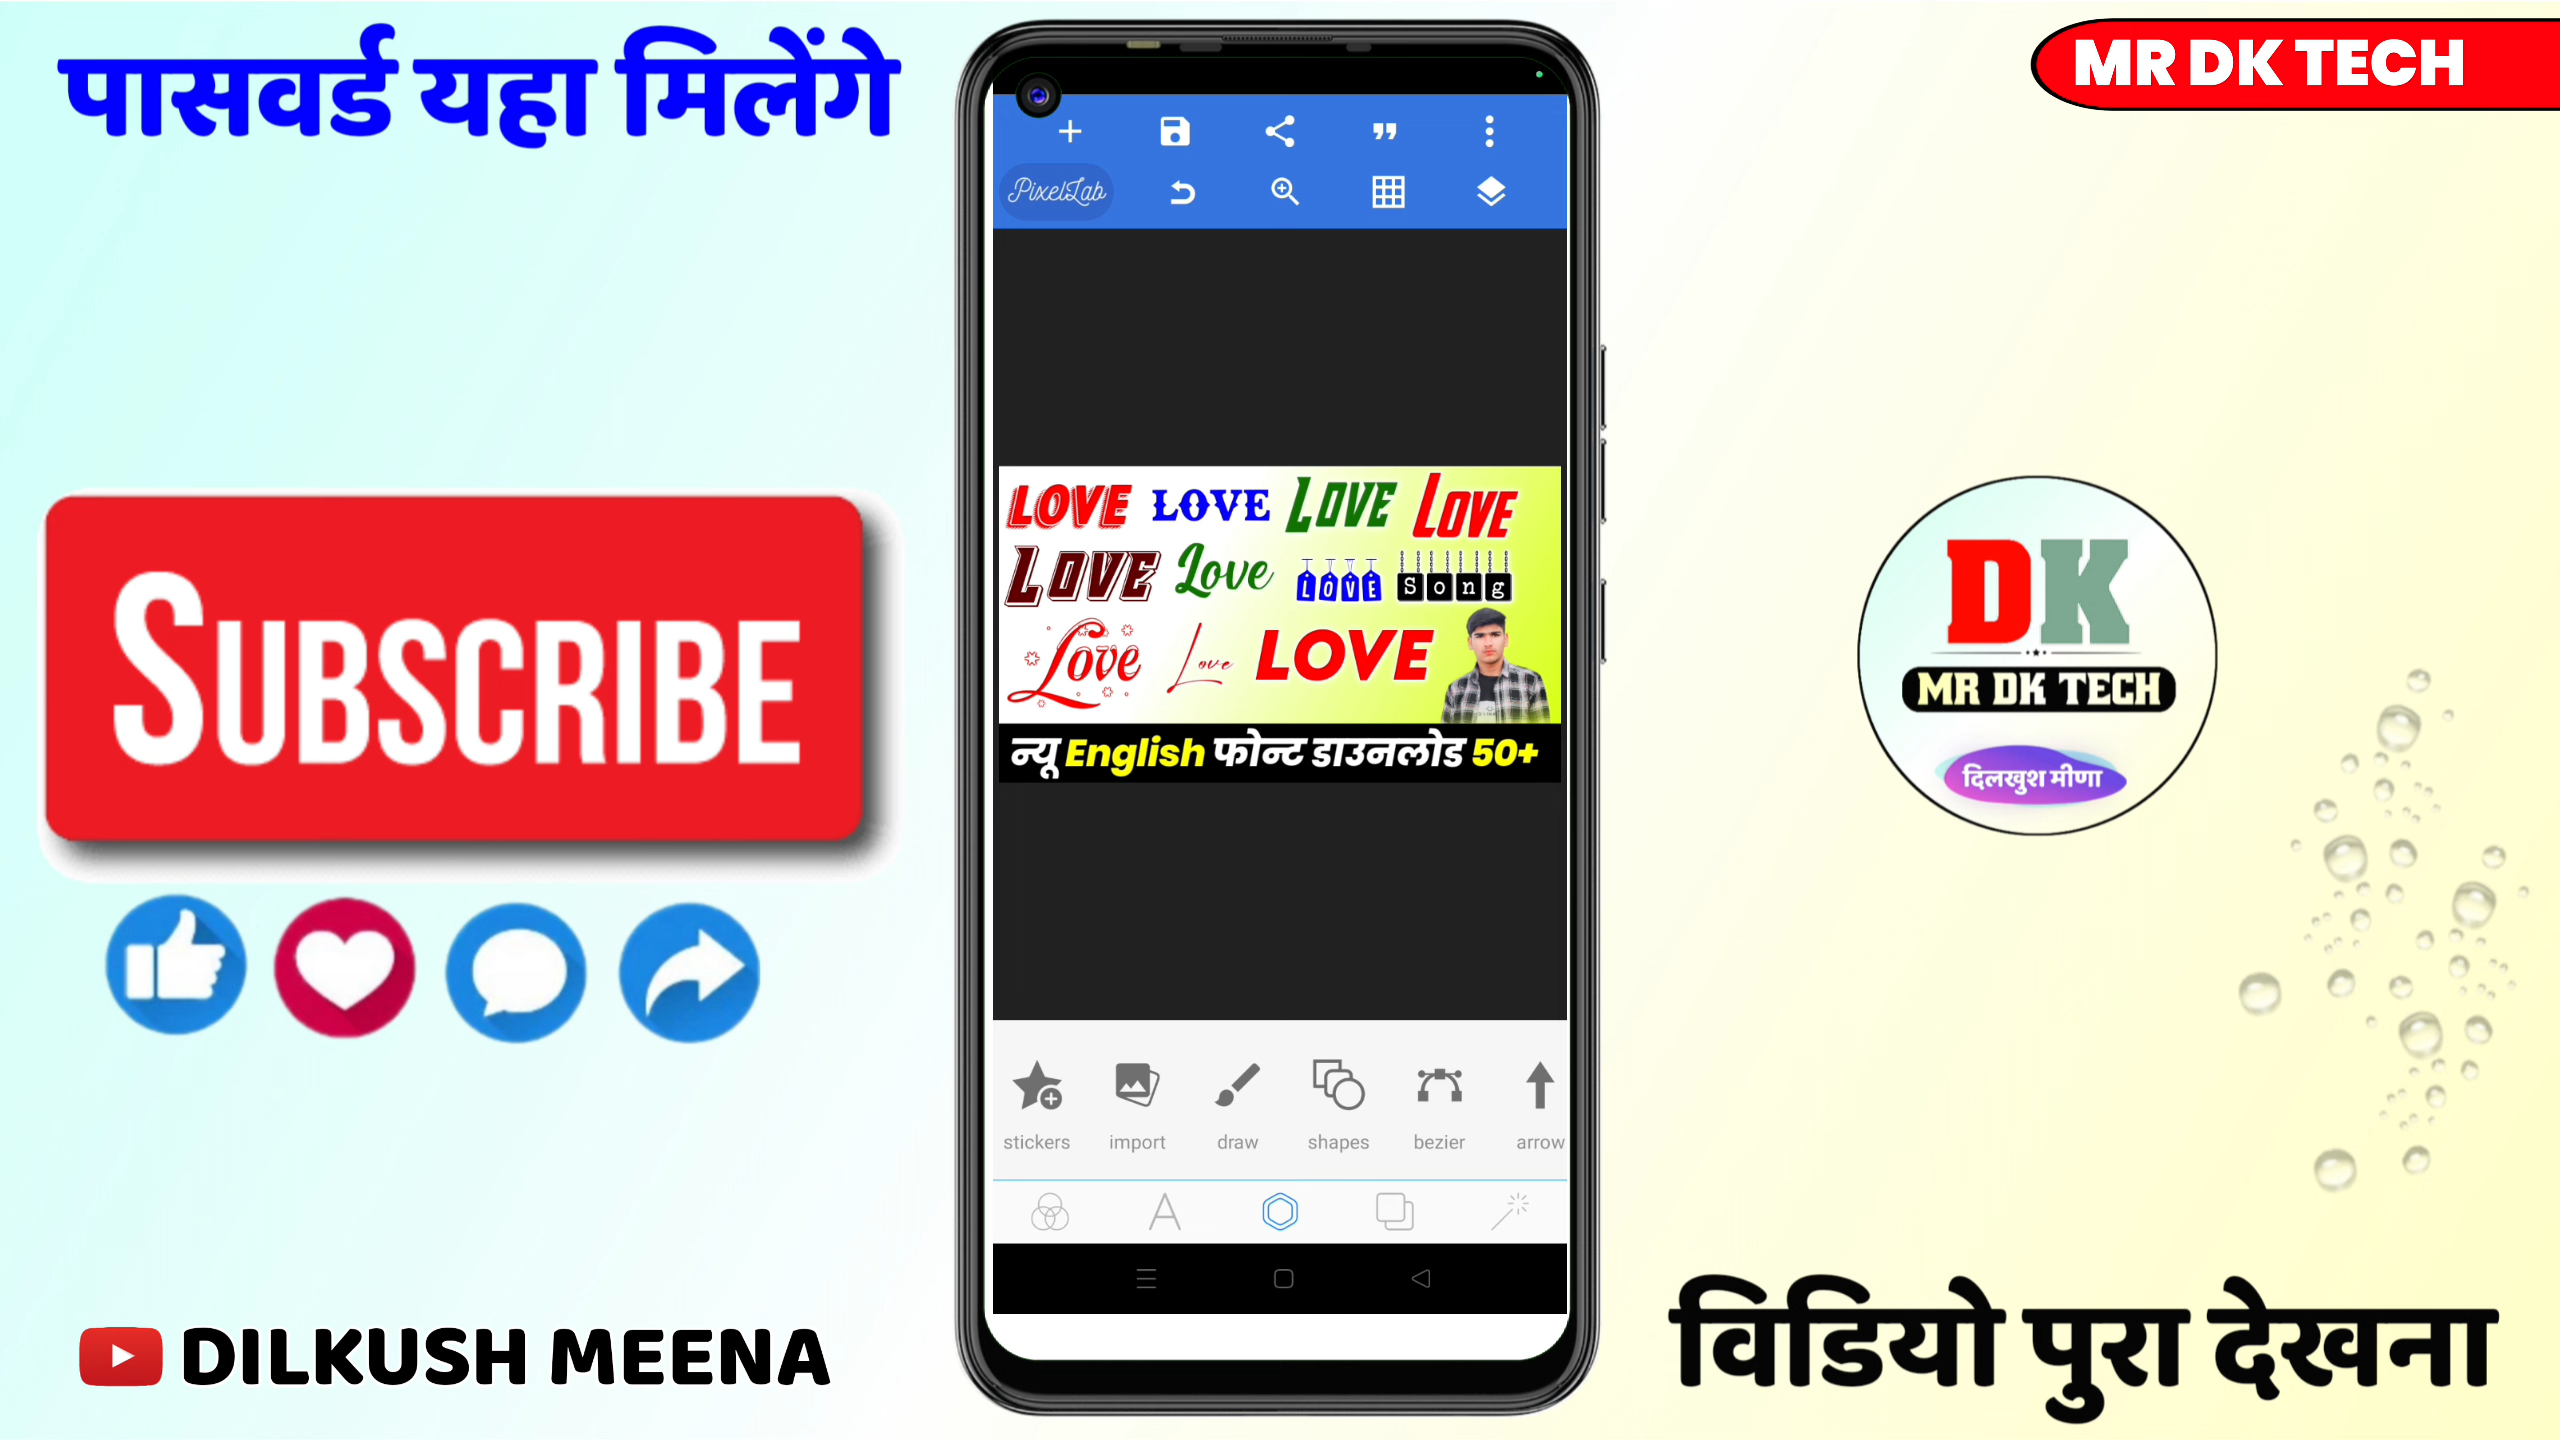 पासवर्ड यहा मिलेंगे
MR DK TECH
PixelLab
LOVE LOVE LOVE LOVE
LOVE Love LOVE Song
Love Love LOVE
न्यू English फोन्ट डाउनलोड 50+
SUBSCRIBE
DK
MR DK TECH
दिलखुश मीणा
stickers import draw shapes bezier arrow
DILKUSH MEENA
विडियो पुरा देखना